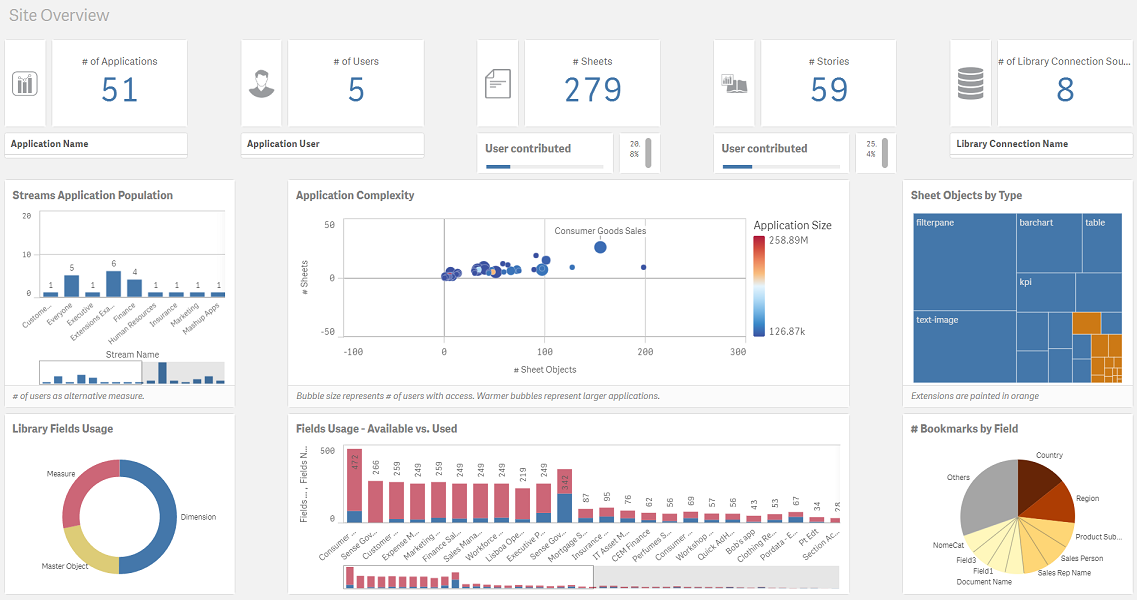 Site Overview
# of Applications
51
# of Users
5
# Sheets
279
# Stories
59
# of Library Connection Sou...
8
Application Name
Application User
User contributed
20.
8%
User contributed
25.
4%
Library Connection Name
Streams Application Population
20
10
0
1
5
1
6
4
1
1
1
1
Custome...
Everyone
Executive
Extensions Exa...
Finance
Human Resources
Insurance
Marketing
Mashup Apps
Stream Name
# of users as alternative measure.
Application Complexity
50
0
-50
# Sheets
Consumer Goods Sales
-100
0
100
200
300
# Sheet Objects
Application Size
258.89M
126.87k
Bubble size represents # of users with access. Warmer bubbles represent larger applications.
Sheet Objects by Type
filterpane
barchart
table
kpi
text-image
Extensions are painted in orange
Library Fields Usage
Measure
Dimension
Master Object
Fields Usage - Available vs. Used
Fields ... , Fields N...
500
0
472
266
259
249
259
249
249
249
219
249
342
87
95
76
62
56
69
57
56
43
53
67
34
28
Consumer ...
Sense Gov...
Customer ...
Expense M...
Marketing ...
Finance Sal...
Sales Mana...
Workforce ...
Lisboa Ope...
Executive P...
Sense Gov...
Mortgage S...
Insurance ...
IT Asset M...
CEM Finance
Perfumes S...
Consumer ...
Workshop ...
Quick AdH...
Bob's app
Clothing Re...
Pordata - E...
Pt Edt
Section Ac...
# Bookmarks by Field
Country
Region
Product Sub...
Sales Person
Sales Rep Name
Document Name
Field1
Field3
NomeCat
Others